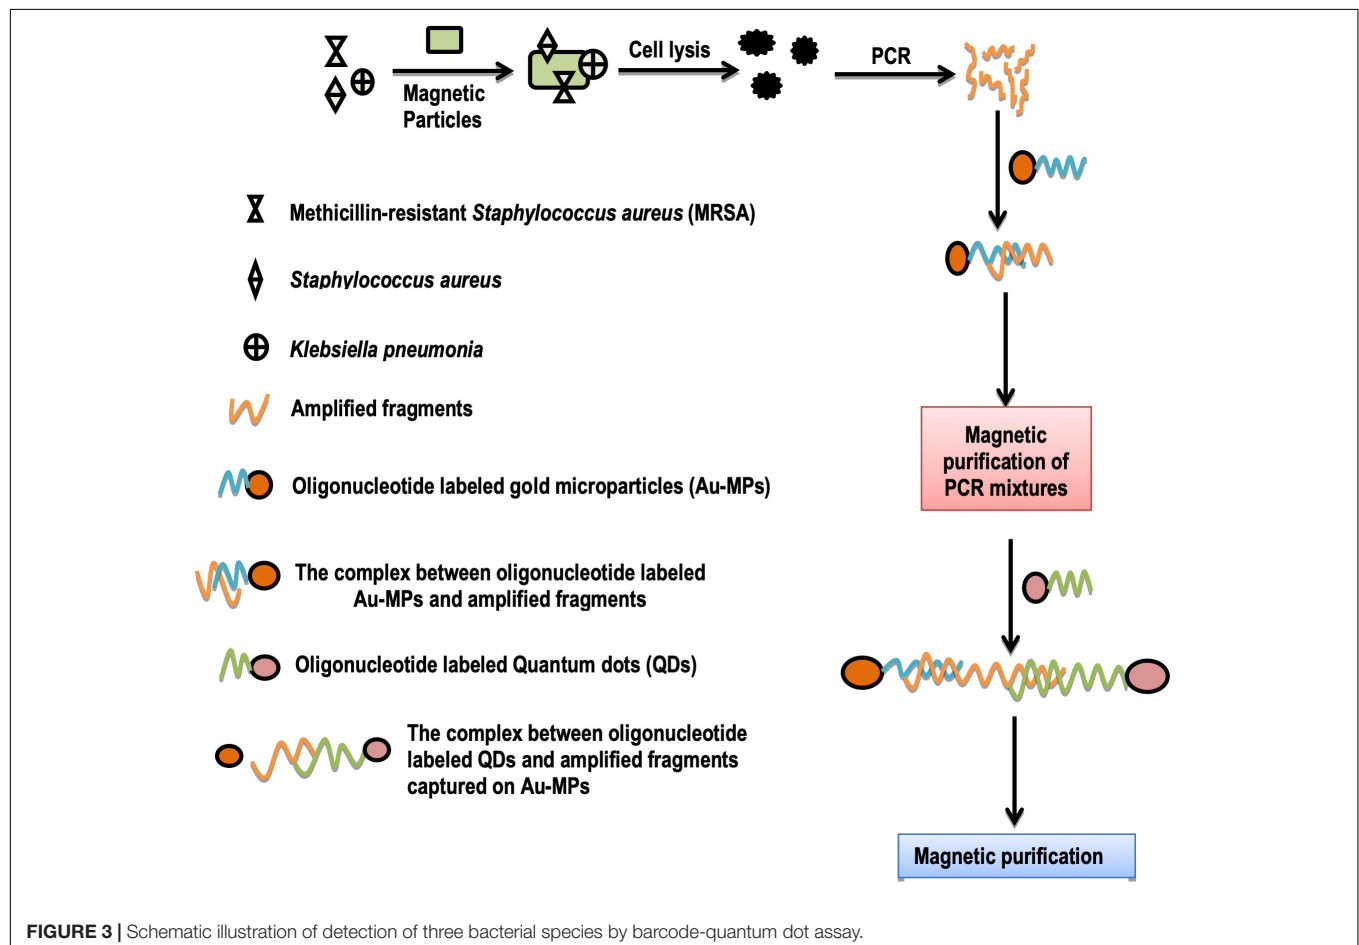 Cell lysis
PCR
Magnetic
Particles
Methicillin-resistant Staphylococcus aureus (MRSA)
Staphylococcus aureus
Klebsiella pneumonia
Amplified fragments
Oligonucleotide labeled gold microparticles (Au-MPs)
The complex between oligonucleotide labeled
Au-MPs and amplified fragments
Oligonucleotide labeled Quantum dots (QDs)
The complex between oligonucleotide
labeled QDs and amplified fragments
captured on Au-MPs
Magnetic
purification of
PCR mixtures
Magnetic purification
FIGURE 3 | Schematic illustration of detection of three bacterial species by barcode-quantum dot assay.